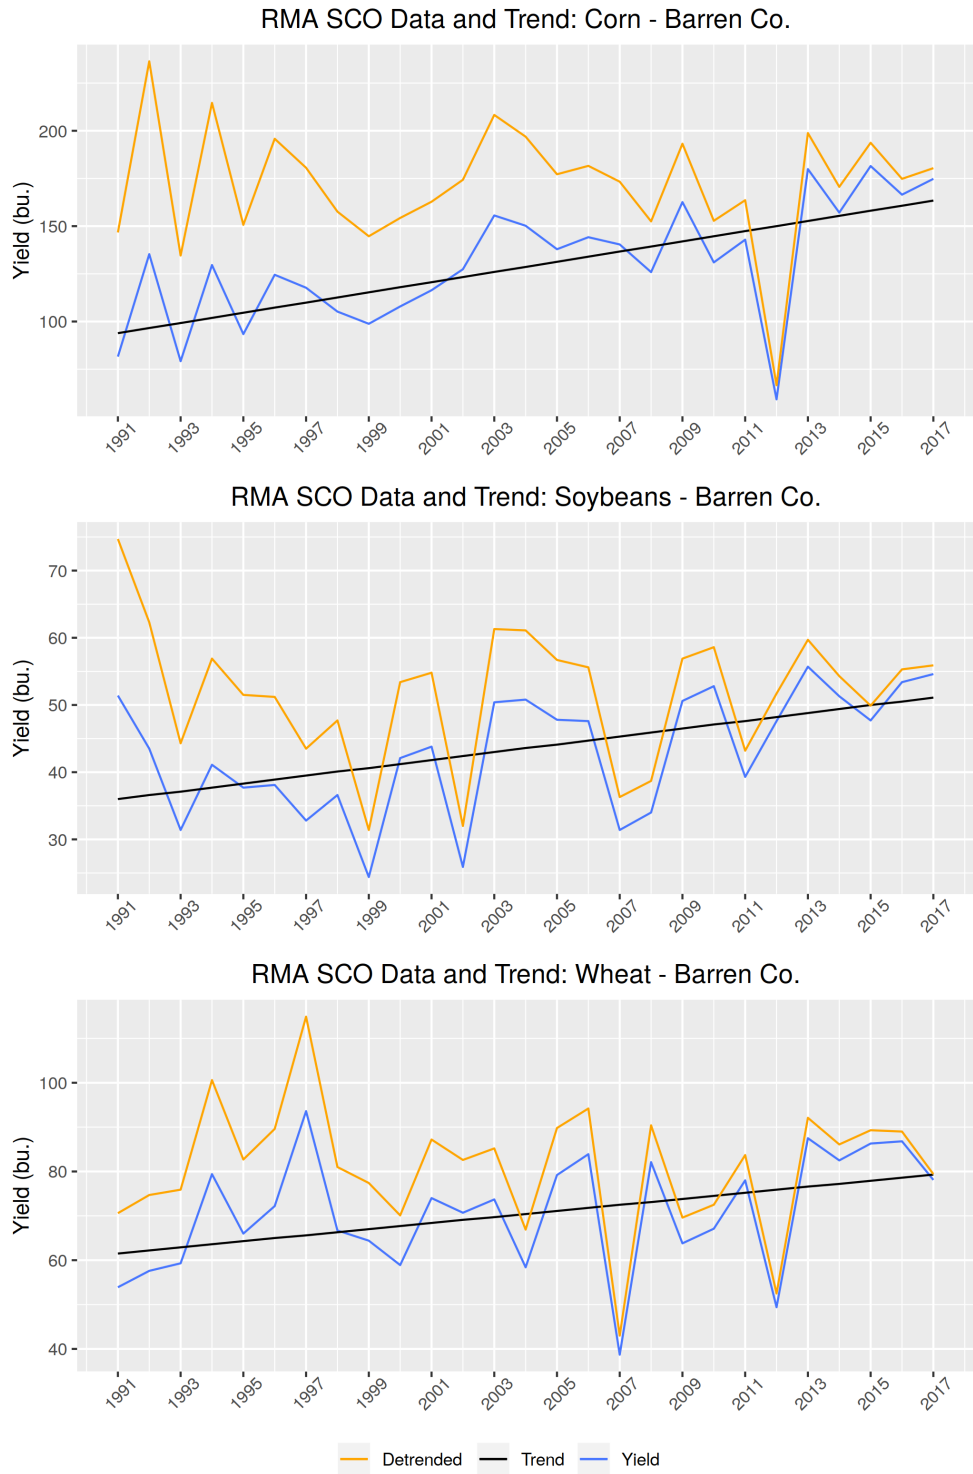 RMA SCO Data and Trend: Corn - Barren Co.
Yield (bu.)
200
150
100
1991 1993 1995 1997 1999 2001 2003 2005 2007 2009 2011 2013 2015 2017
RMA SCO Data and Trend: Soybeans - Barren Co.
Yield (bu.)
70
60
50
40
30
1991 1993 1995 1997 1999 2001 2003 2005 2007 2009 2011 2013 2015 2017
RMA SCO Data and Trend: Wheat - Barren Co.
Yield (bu.)
100
80
60
40
1991 1993 1995 1997 1999 2001 2003 2005 2007 2009 2011 2013 2015 2017
Detrended Trend Yield